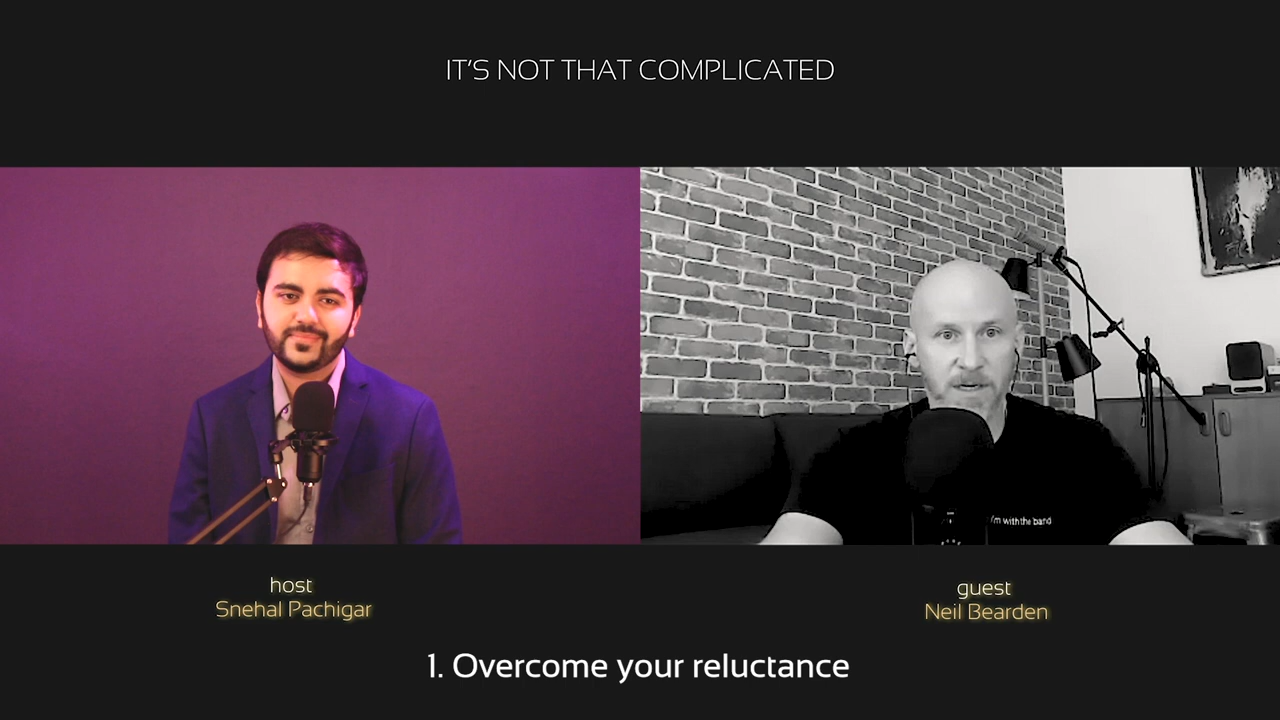 IT'S NOT THAT COMPLICATED
I'm with the band
host
Snehal Pachigar
guest
Neil Bearden
1. Overcome your reluctance